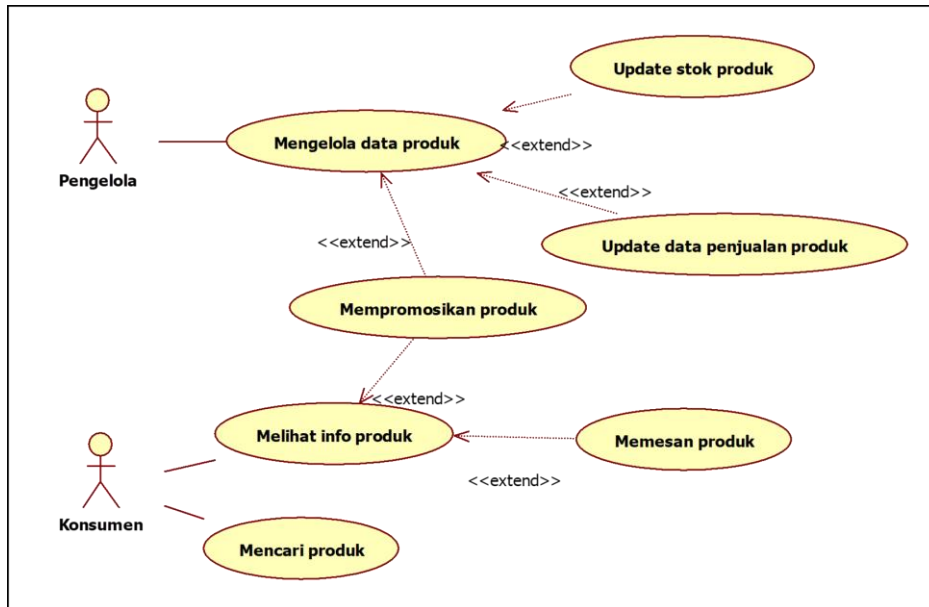 Update stok produk
Mengelola data produk
<<extend>>
Pengelola
<<extend>>
<<extend>>
Update data penjualan produk
Mempromosikan produk
<<extend>>
Melihat info produk
Memesan produk
<<extend>>
Konsumen
Mencari produk